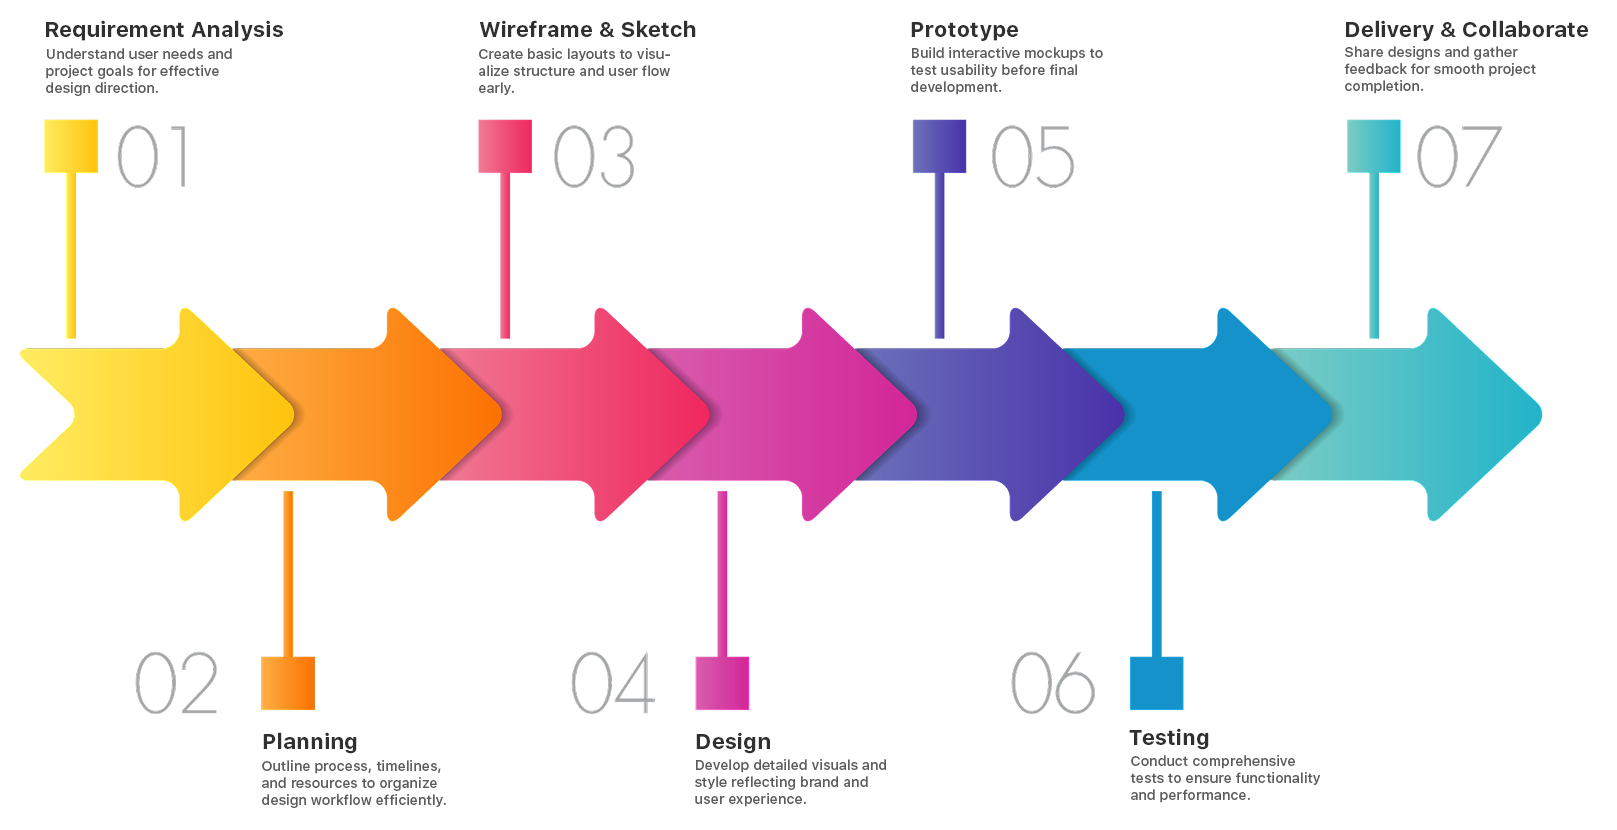 Requirement Analysis
Understand user needs and
project goals for effective
design direction.
01
Wireframe & Sketch
Create basic layouts to visu-
alize structure and user flow
early.
03
Prototype
Build interactive mockups to
test usability before final
development.
05
Delivery & Collaborate
Share designs and gather
feedback for smooth project
completion.
07
02
Planning
Outline process, timelines,
and resources to organize
design workflow efficiently.
04
Design
Develop detailed visuals and
style reflecting brand and
user experience.
06
Testing
Conduct comprehensive
tests to ensure functionality
and performance.